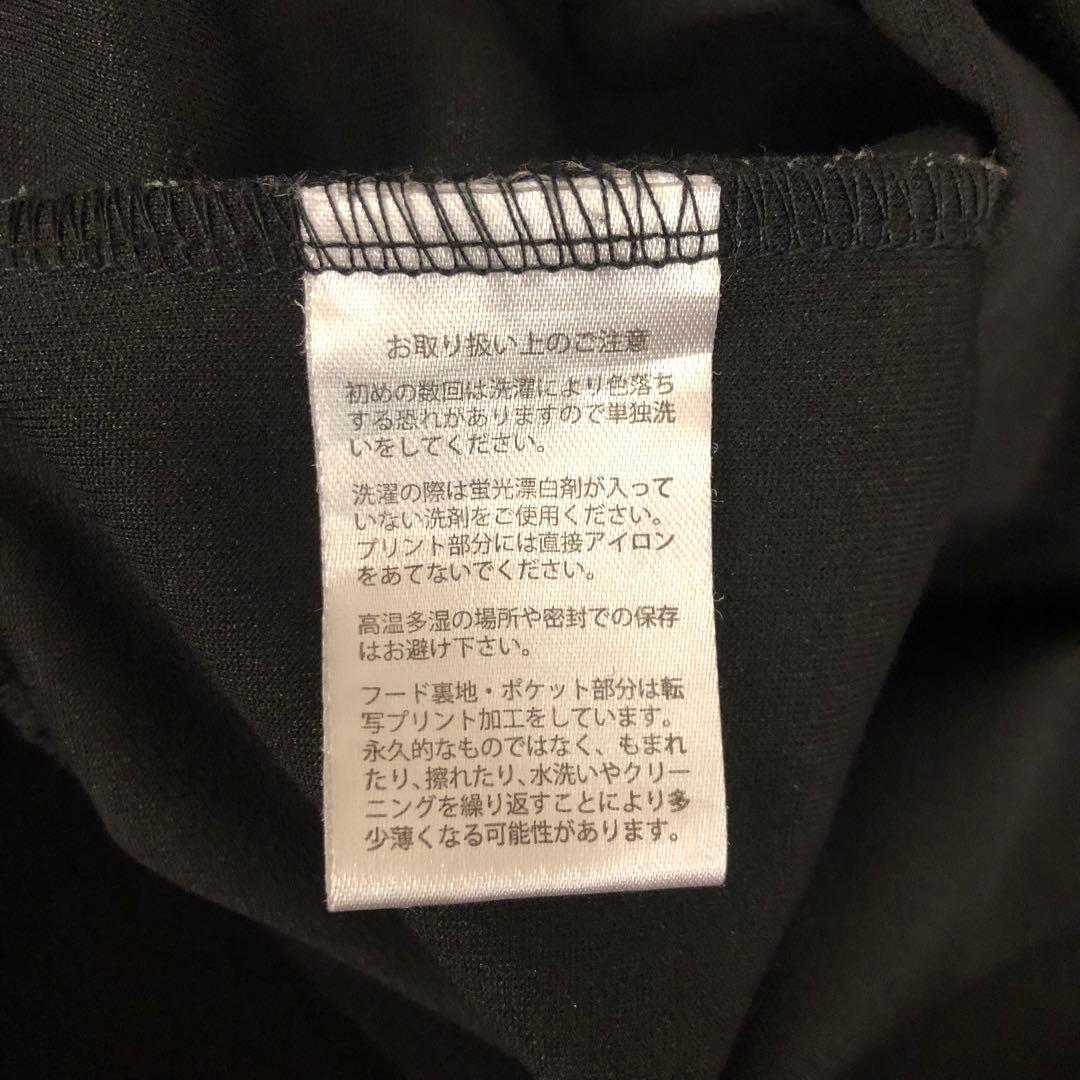 お取り扱い上のご注意
初めの数回は洗濯により色落ち
する恐れがありますので単独洗
いをしてください。
洗濯の際は蛍光漂白剤が入って
いない洗剤をご使用ください。
プリント部分には直接アイロン
をあてないでください。
高温多湿の場所や密封での保存
はお避け下さい。
フード裏地・ポケット部分は転
写プリント加工をしています。
永久的なものではなく、もまれ
たり、擦れたり、水洗いやクリー
ニングを繰り返すことにより多
少薄くなる可能性があります。